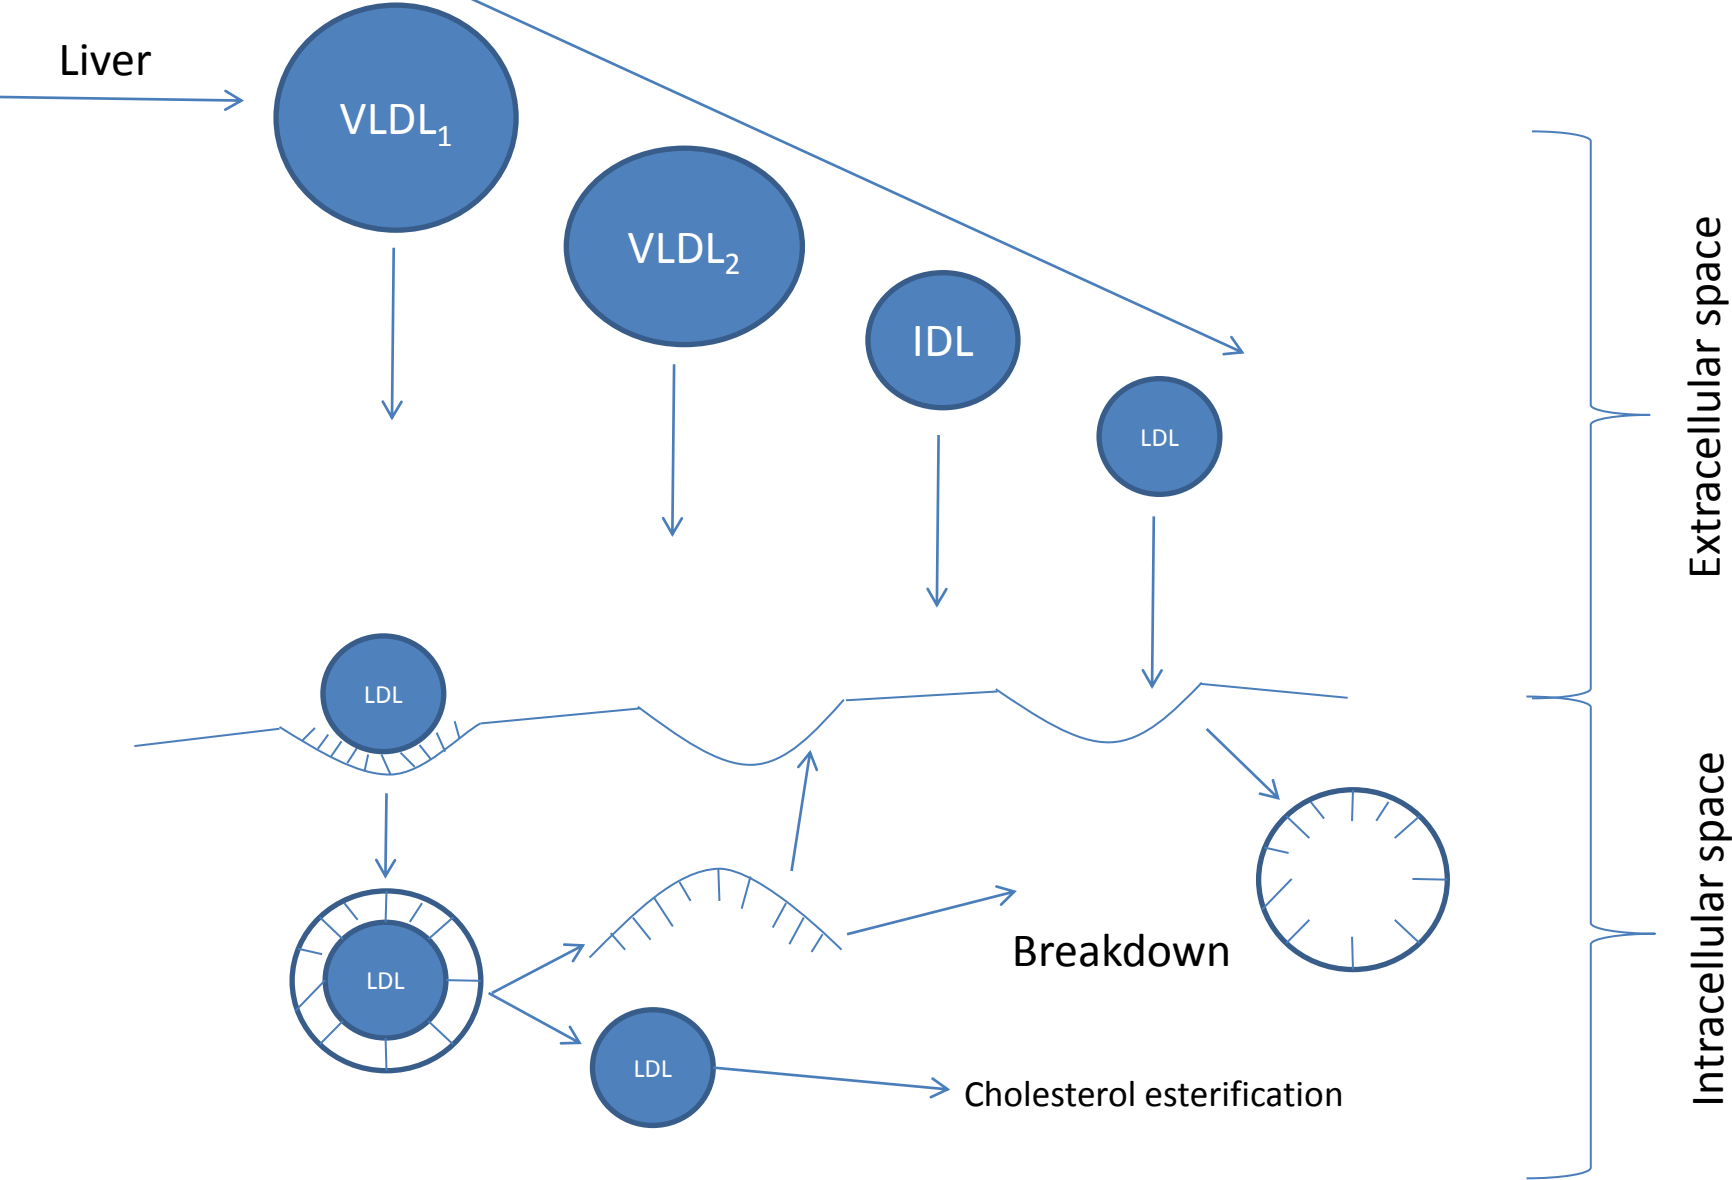 Liver
VLDL₁
VLDL₂
IDL
LDL
Extracellular space
LDL
LDL
Breakdown
LDL
Cholesterol esterification
Intracellular space